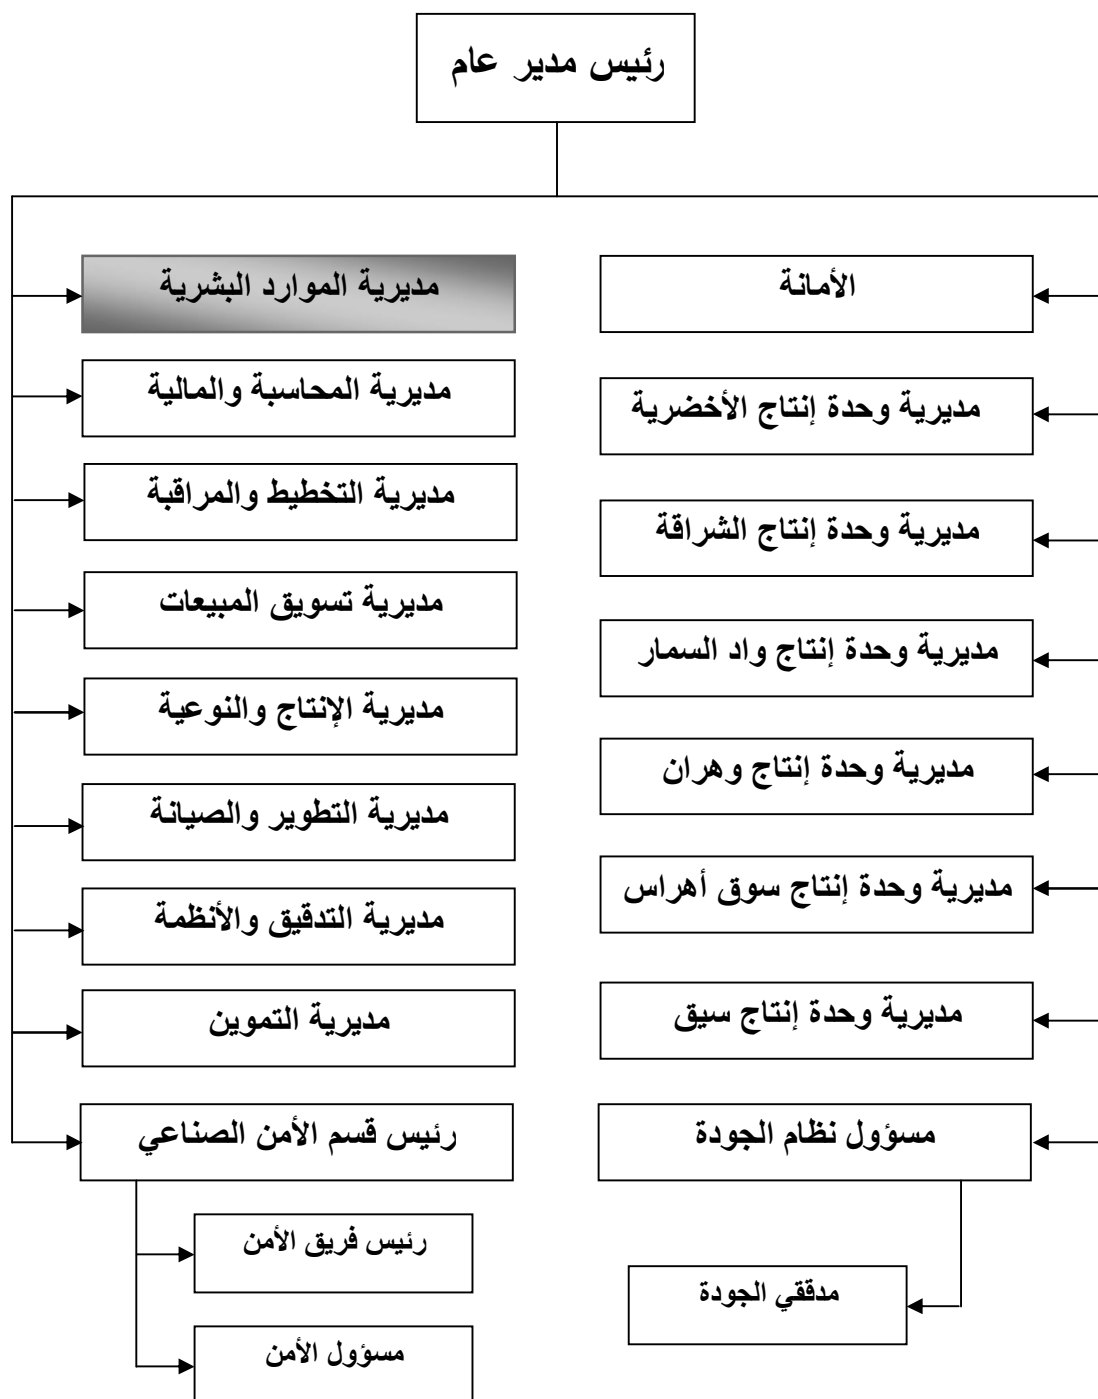 رئيس مدير عام
الأمانة
مديرية الموارد البشرية
مديرية وحدة إنتاج الأخضرية
مديرية المحاسبة والمالية
مديرية وحدة إنتاج الشراقة
مديرية التخطيط والمراقبة
مديرية وحدة إنتاج واد السمار
مديرية تسويق المبيعات
مديرية وحدة إنتاج وهران
مديرية الإنتاج والنوعية
مديرية وحدة إنتاج سوق أهراس
مديرية التطوير والصيانة
مديرية وحدة إنتاج سيق
مديرية التدقيق والأنظمة
مديرية التموين
مسؤول نظام الجودة
رئيس قسم الأمن الصناعي
مدققي الجودة
رئيس فريق الأمن
مسؤول الأمن